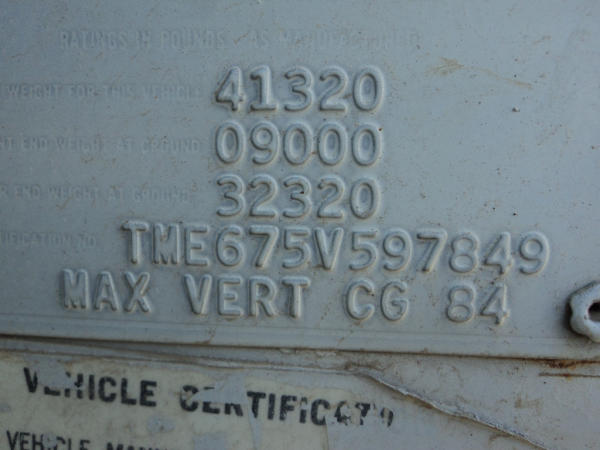 RATINGS IN POUNDS - AS MANUFACTURED
WEIGHT FOR THIS VEHICLE 41320
END WEIGHT AT GROUND 09000
END WEIGHT AT GROUND 32320
TME675V597849
MAX VERT CG 84
VEHICLE CERTIFICATION
VEHICLE